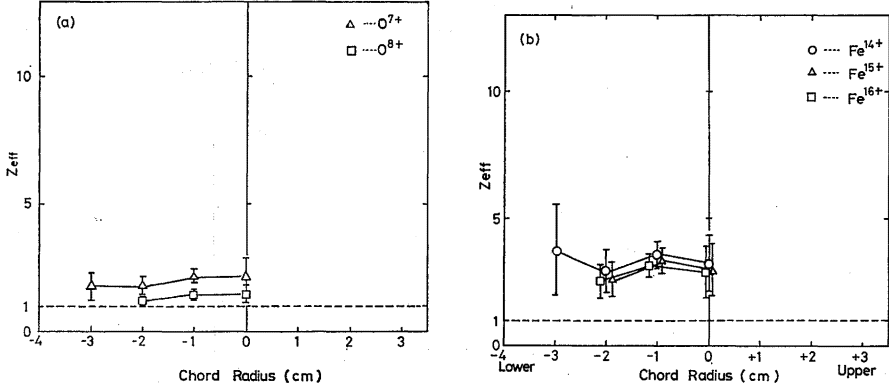 (a)
△ ---- O⁷⁺
□ ---- O⁸⁺
10
5
1
0
Zeff
-4 -3 -2 -1 0 1 2 3
Chord Radius (cm)
(b)
○ ---- Fe¹⁴⁺
△ ---- Fe¹⁵⁺
□ ---- Fe¹⁶⁺
10
5
1
0
Zeff
-4 -3 -2 -1 0 +1 +2 +3
Lower Upper
Chord Radius (cm)